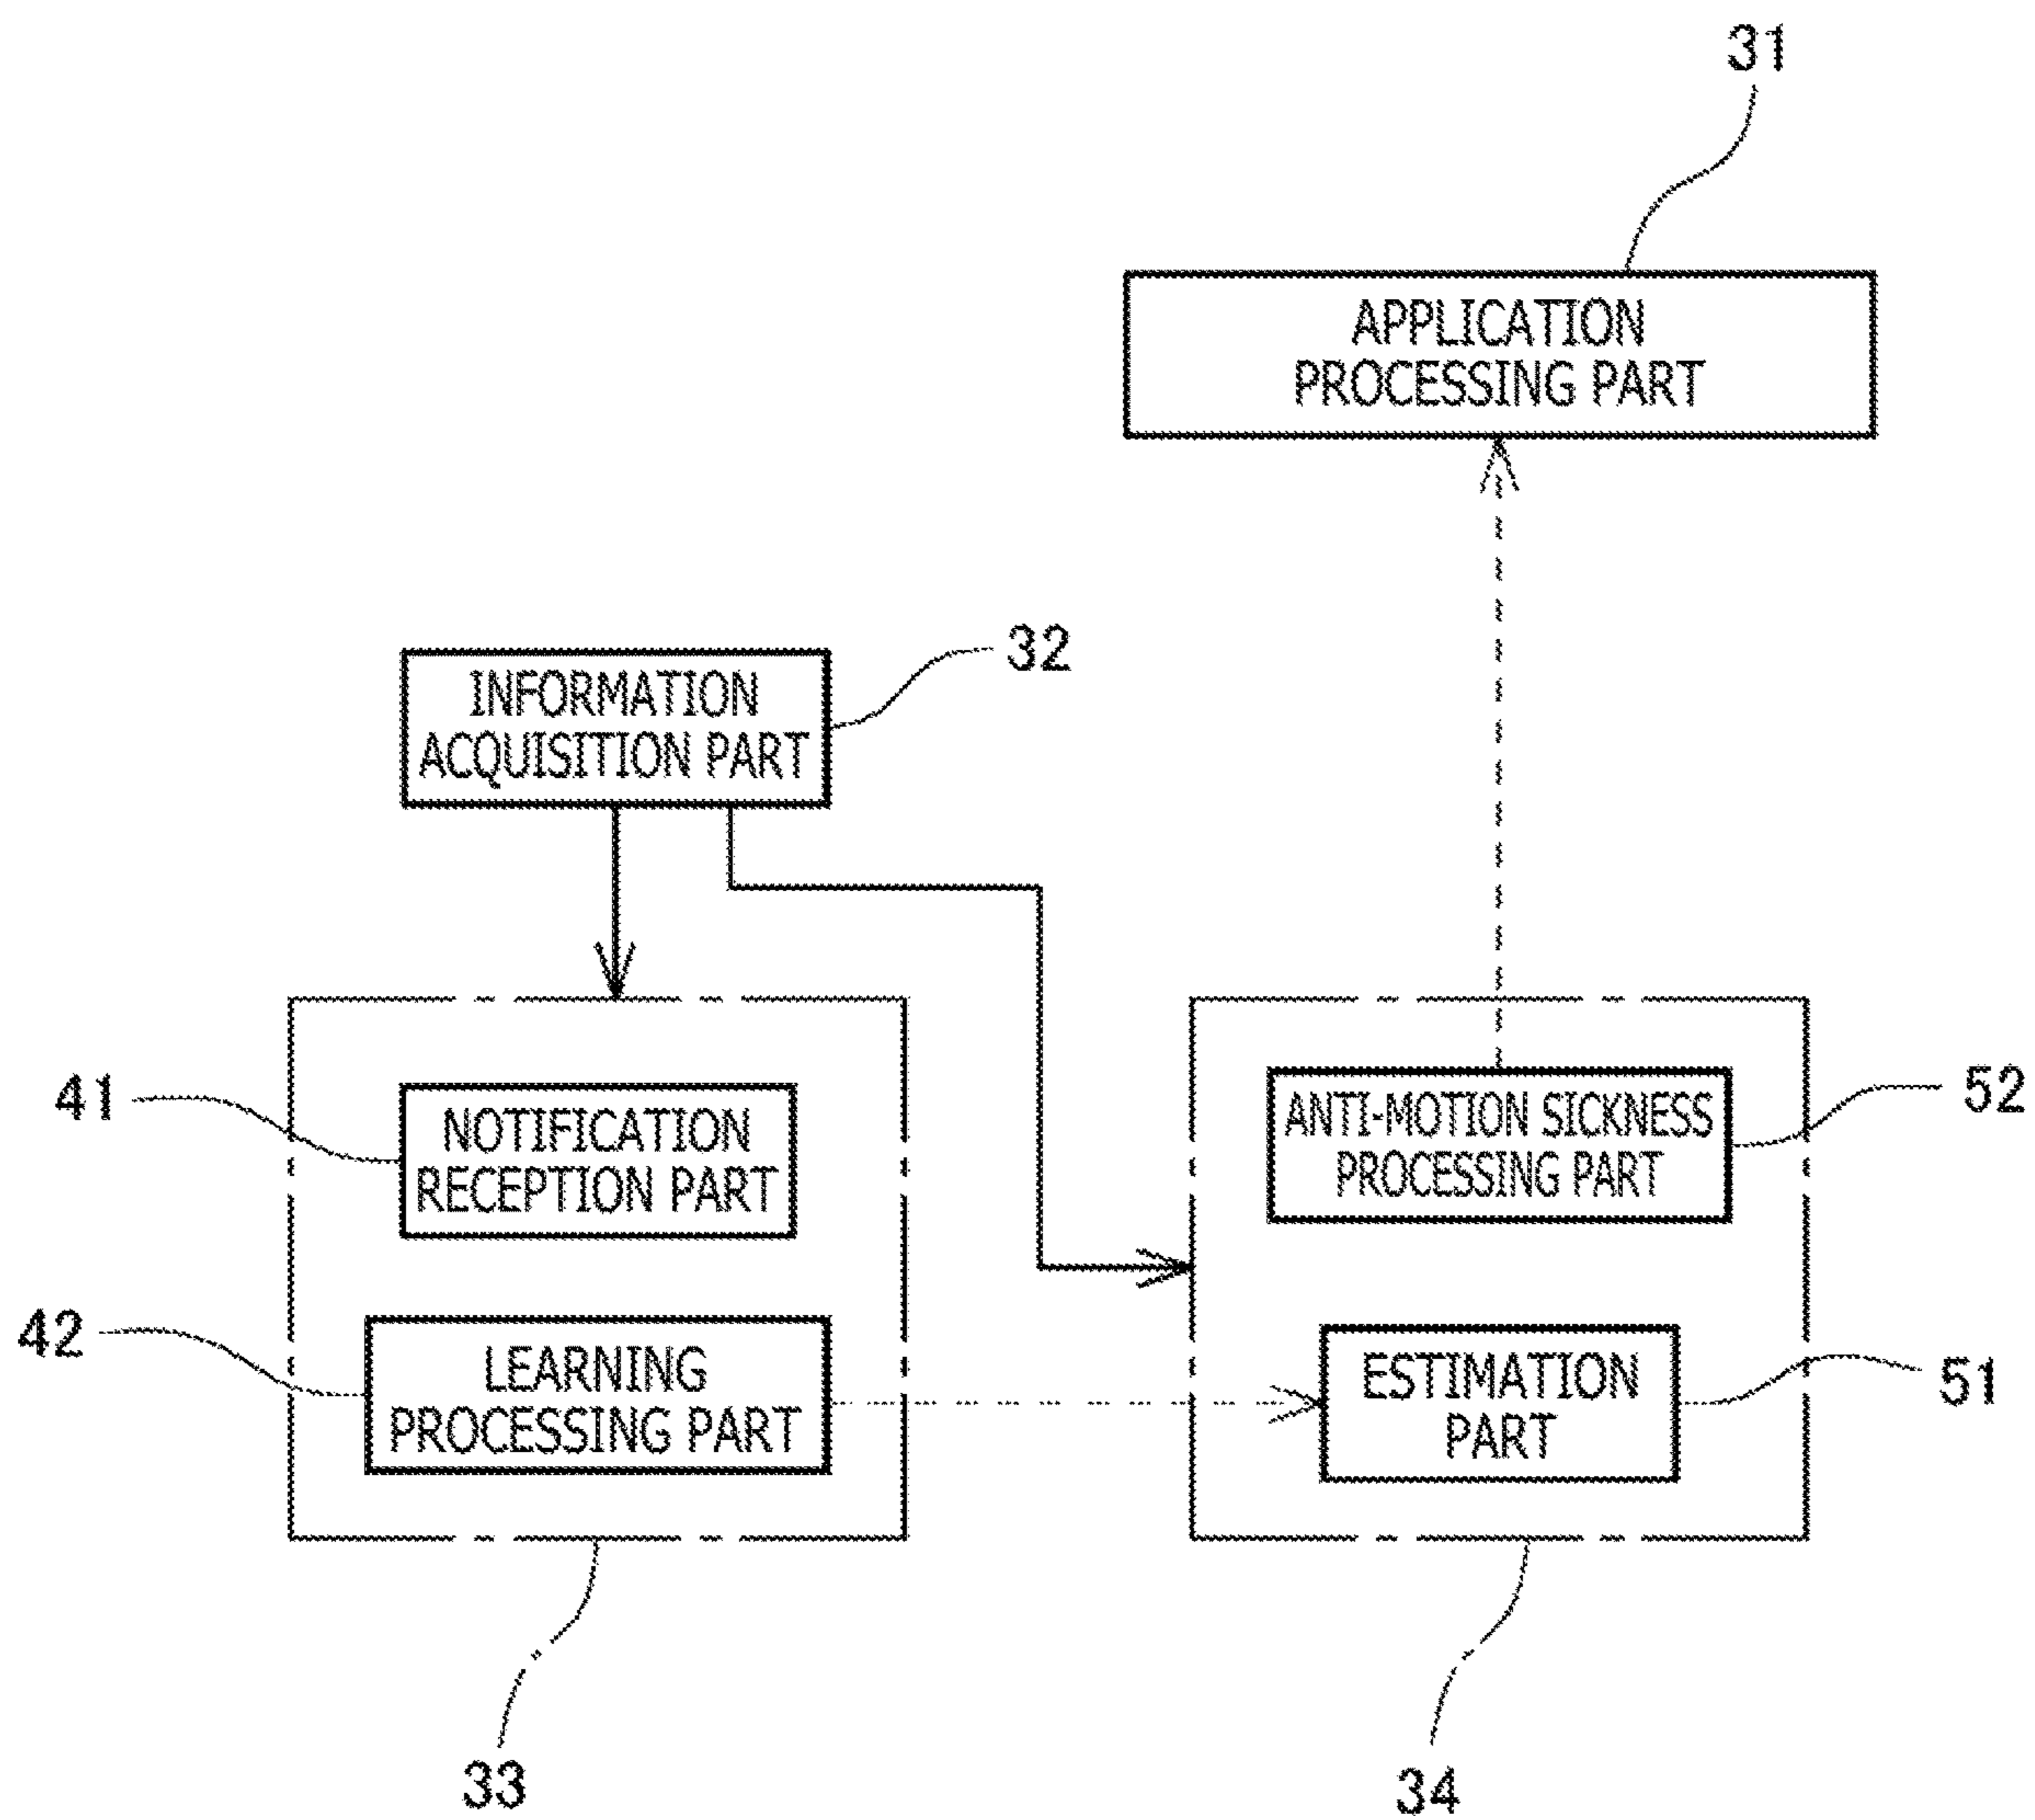 31
APPLICATION
PROCESSING PART
32
INFORMATION
ACQUISITION PART
41
NOTIFICATION
RECEPTION PART
ANTI-MOTION SICKNESS
PROCESSING PART
52
42
LEARNING
PROCESSING PART
ESTIMATION
PART
51
33
34